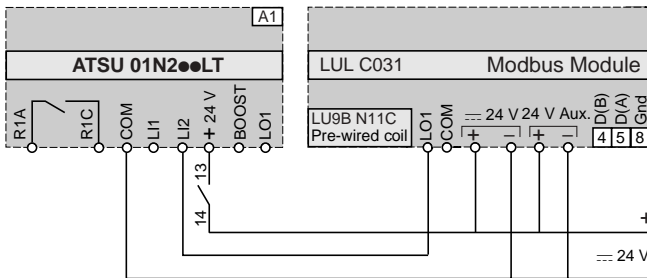 A1
ATSU 01N2●●LT
LUL C031 Modbus Module
LU9B N11C
Pre-wired coil
R1A R1C COM LI1 LI2 + 24 V BOOST LO1
LO1 COM ⎓ 24 V 24 V Aux. D(B) D(A) Gnd
+ – + – 4 5 8
13
14
+
⎓ 24 V